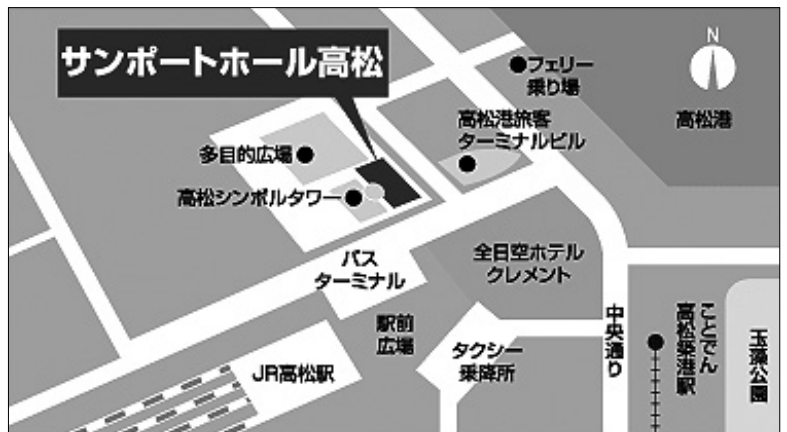 サンポートホール高松
N
フェリー
乗り場
高松港
高松港旅客
ターミナルビル
多目的広場
高松シンボルタワー
バス
ターミナル
全日空ホテル
クレメント
駅前
広場
タクシー
乗降所
中央通り
ことでん
高松築港駅
玉藻公園
JR高松駅